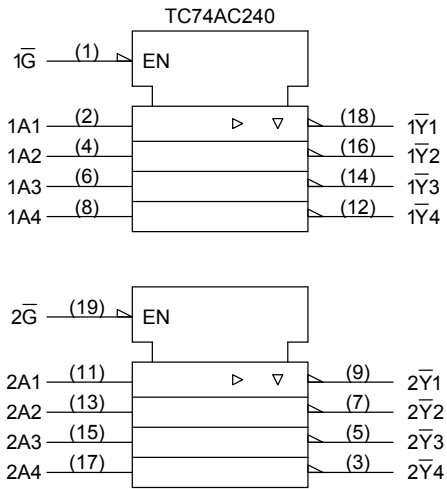 TC74AC240
1G̅ (1) EN
1A1 (2) (18) 1Y̅1
1A2 (4) (16) 1Y̅2
1A3 (6) (14) 1Y̅3
1A4 (8) (12) 1Y̅4
2G̅ (19) EN
2A1 (11) (9) 2Y̅1
2A2 (13) (7) 2Y̅2
2A3 (15) (5) 2Y̅3
2A4 (17) (3) 2Y̅4